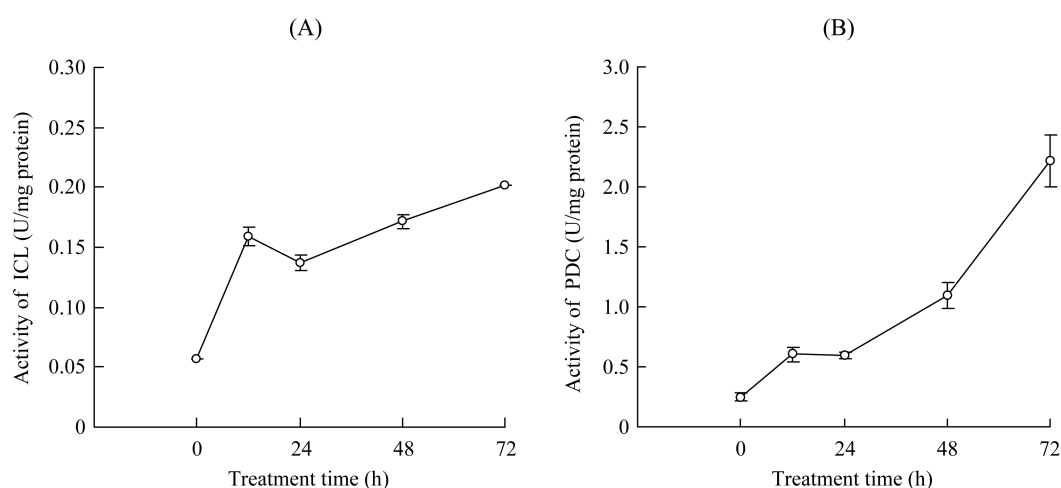 (A)
0.30
0.25
0.20
0.15
0.10
0.05
0
Activity of ICL (U/mg protein)
0 24 48 72
Treatment time (h)
(B)
3.0
2.5
2.0
1.5
1.0
0.5
0
Activity of PDC (U/mg protein)
0 24 48 72
Treatment time (h)